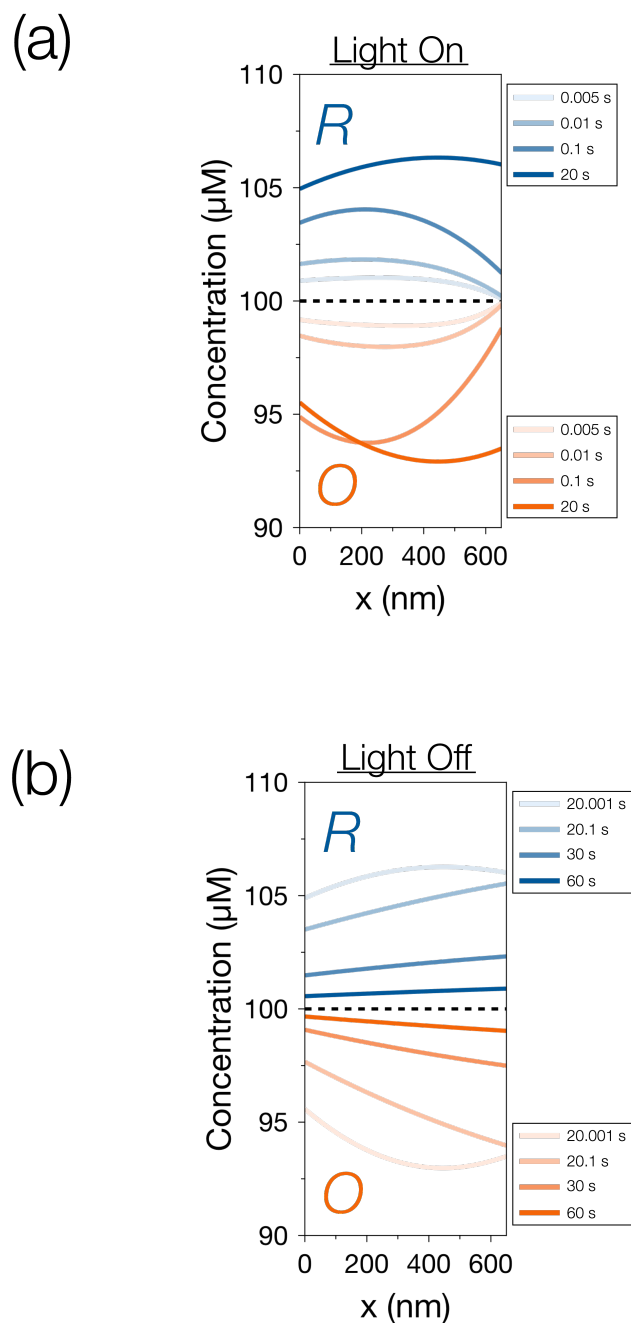 (a)
Light On
R
O
Concentration (µM)
110
105
100
95
90
0 200 400 600
x (nm)
0.005 s
0.01 s
0.1 s
20 s
0.005 s
0.01 s
0.1 s
20 s
(b)
Light Off
R
O
Concentration (µM)
110
105
100
95
90
0 200 400 600
x (nm)
20.001 s
20.1 s
30 s
60 s
20.001 s
20.1 s
30 s
60 s